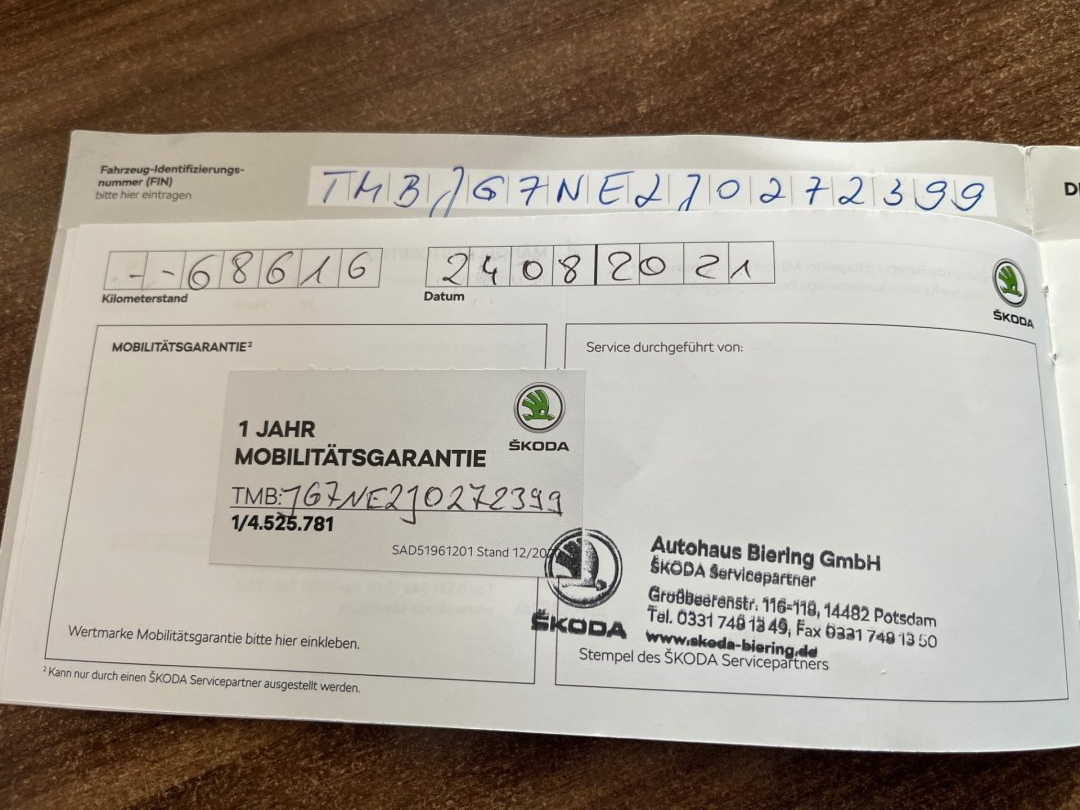 Fahrzeug-Identifizierungs-
nummer (FIN)
bitte hier eintragen
TMBJG7NE2J0272399
--68616
Kilometerstand
24082021
Datum
ŠKODA
MOBILITÄTSGARANTIE²
1 JAHR
MOBILITÄTSGARANTIE
ŠKODA
TMB:JG7NE2J0272399
1/4.525.781
SAD51961201 Stand 12/20
Wertmarke Mobilitätsgarantie bitte hier einkleben.
² Kann nur durch einen ŠKODA Servicepartner ausgestellt werden.
Service durchgeführt von:
ŠKODA
Autohaus Biering GmbH
ŠKODA Servicepartner
Großbeerenstr. 116-118, 14482 Potsdam
Tel. 0331 748 13 49, Fax 0331 748 13 50
www.skoda-biering.de
Stempel des ŠKODA Servicepartners